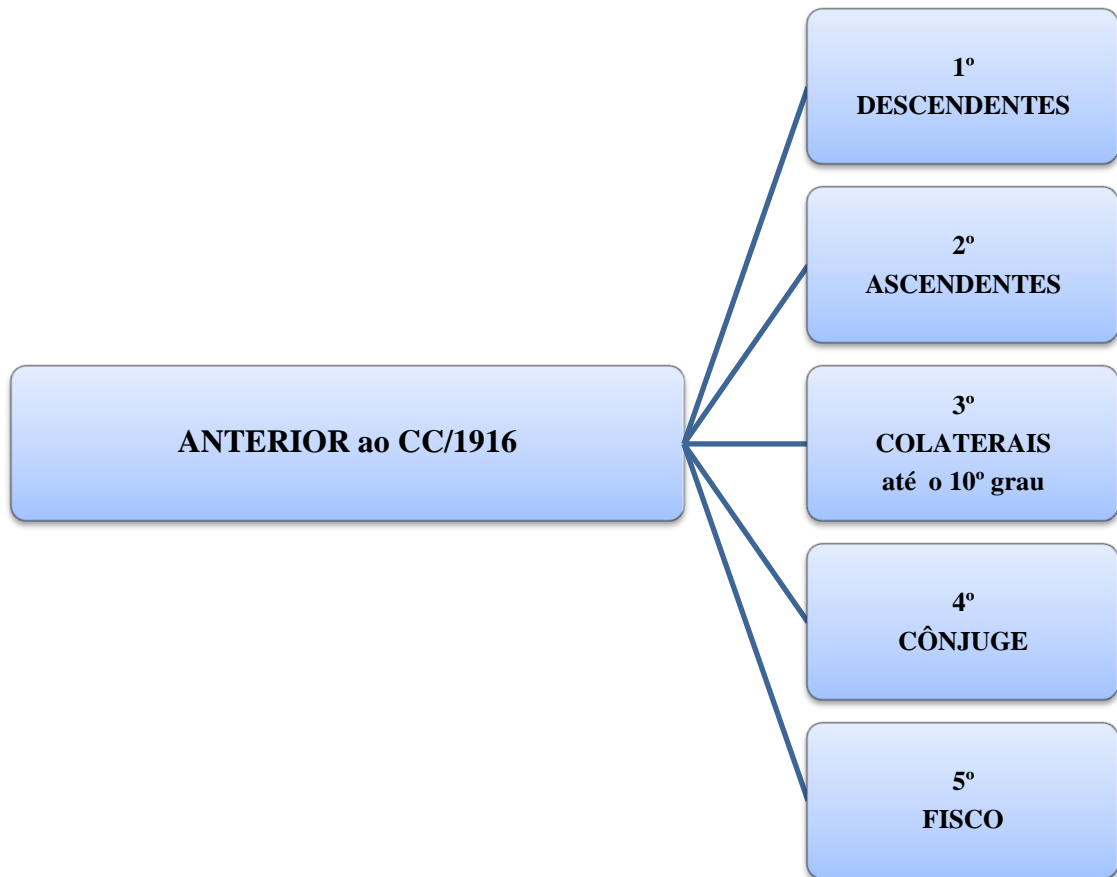 1º
DESCENDENTES
2º
ASCENDENTES
ANTERIOR ao CC/1916
3º
COLATERAIS
até o 10º grau
4º
CÔNJUGE
5º
FISCO